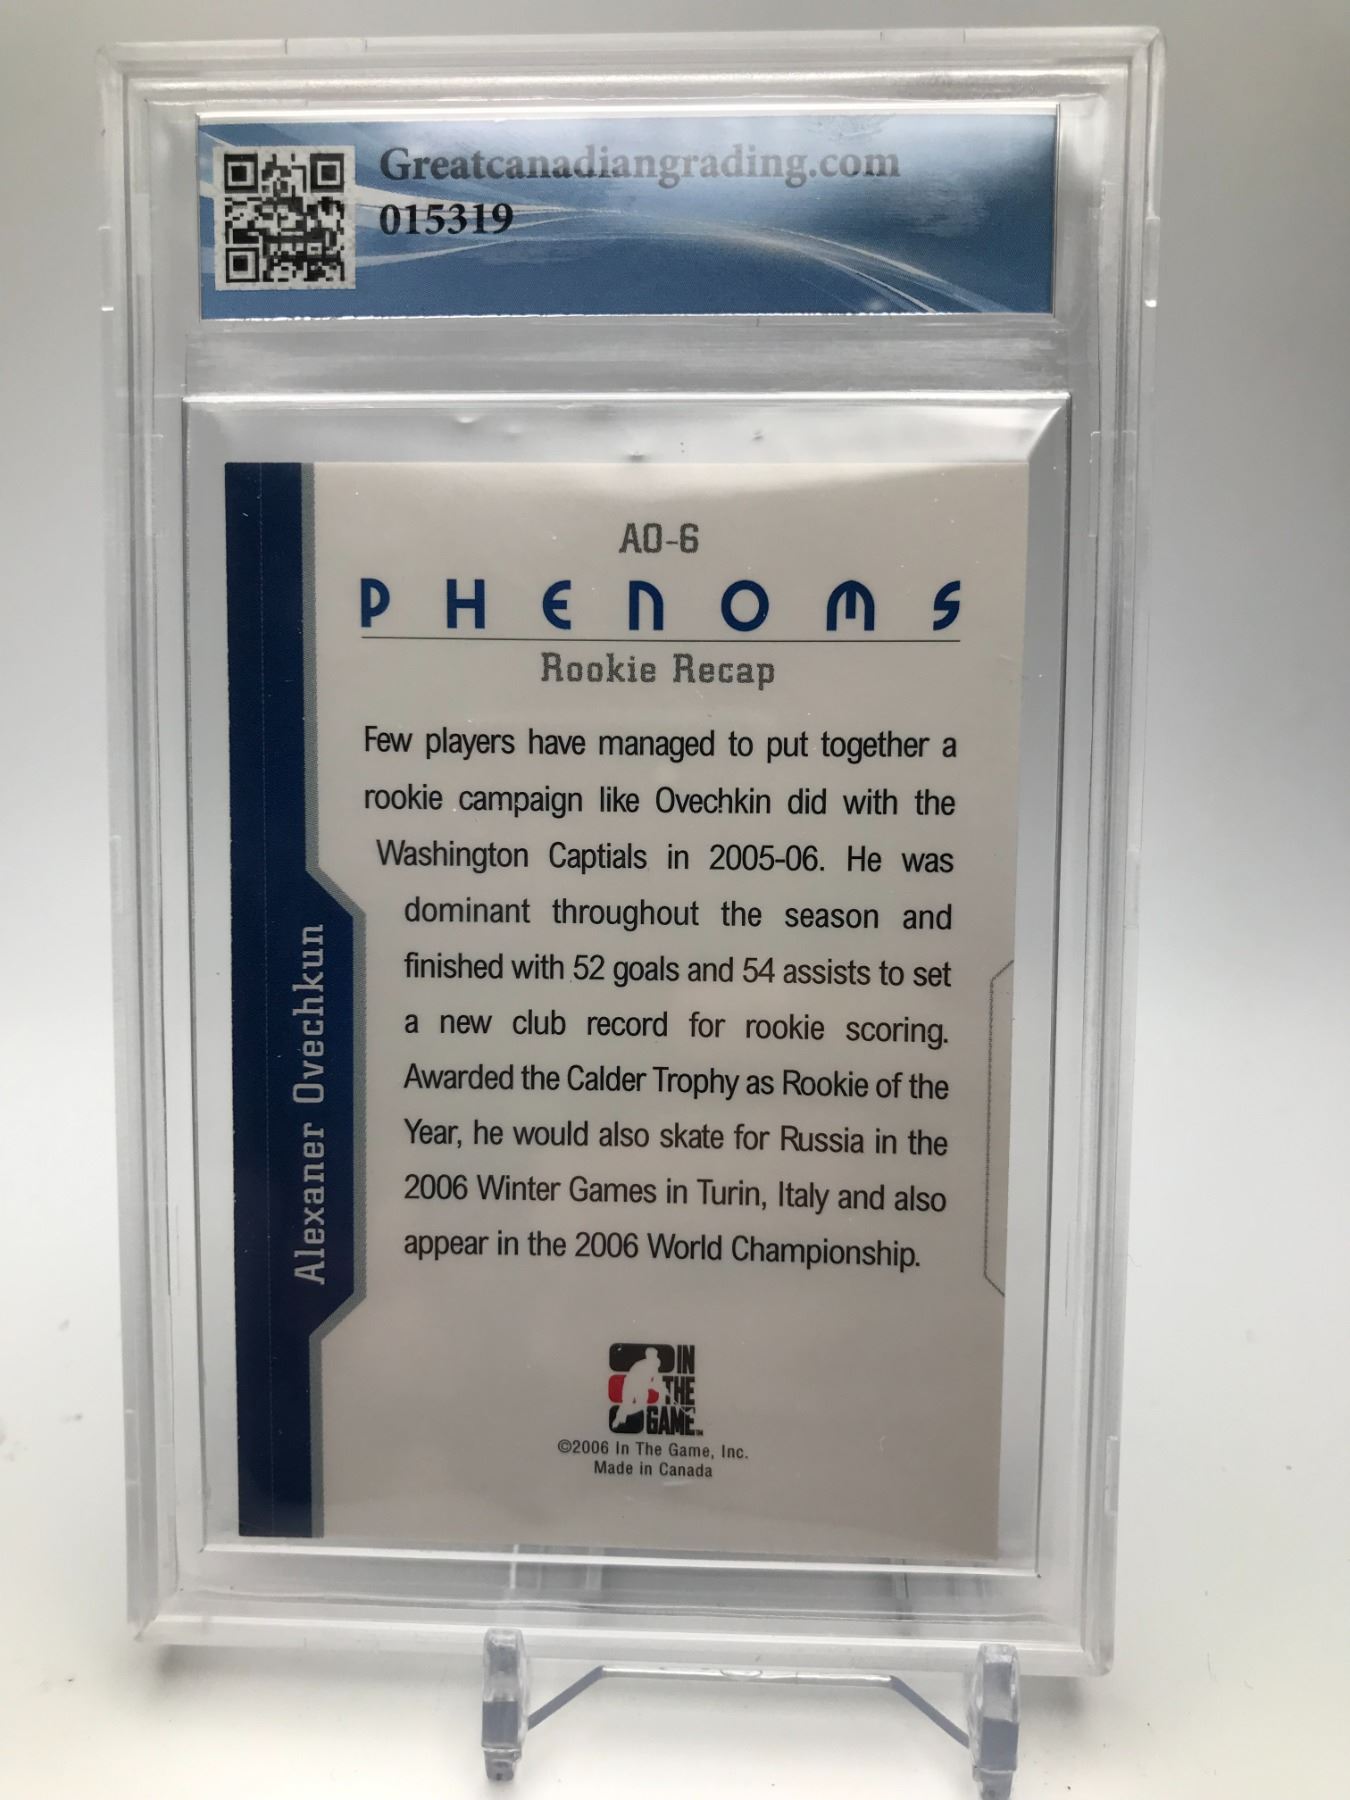 Greatcanadiangrading.com
015319
AO-6
PHENOMS
Rookie Recap
Few players have managed to put together a
rookie campaign like Ovechkin did with the
Washington Captials in 2005-06. He was
dominant throughout the season and
finished with 52 goals and 54 assists to set
a new club record for rookie scoring.
Awarded the Calder Trophy as Rookie of the
Year, he would also skate for Russia in the
2006 Winter Games in Turin, Italy and also
appear in the 2006 World Championship.
Alexaner Ovechkun
IN
THE
GAME™
©2006 In The Game, Inc.
Made in Canada